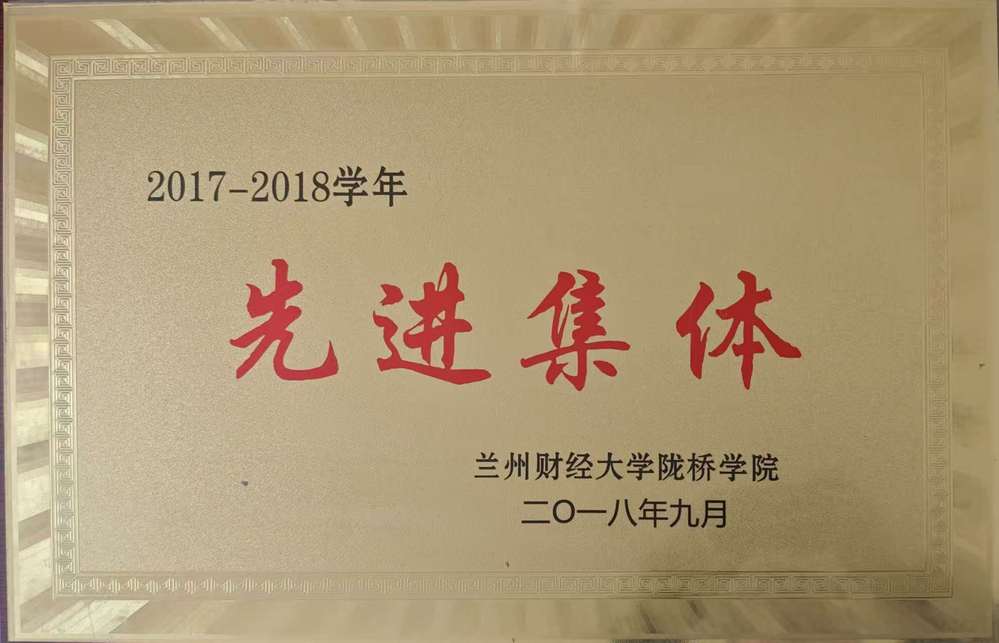 2017-2018学年
先进集体
兰州财经大学陇桥学院
二〇一八年九月